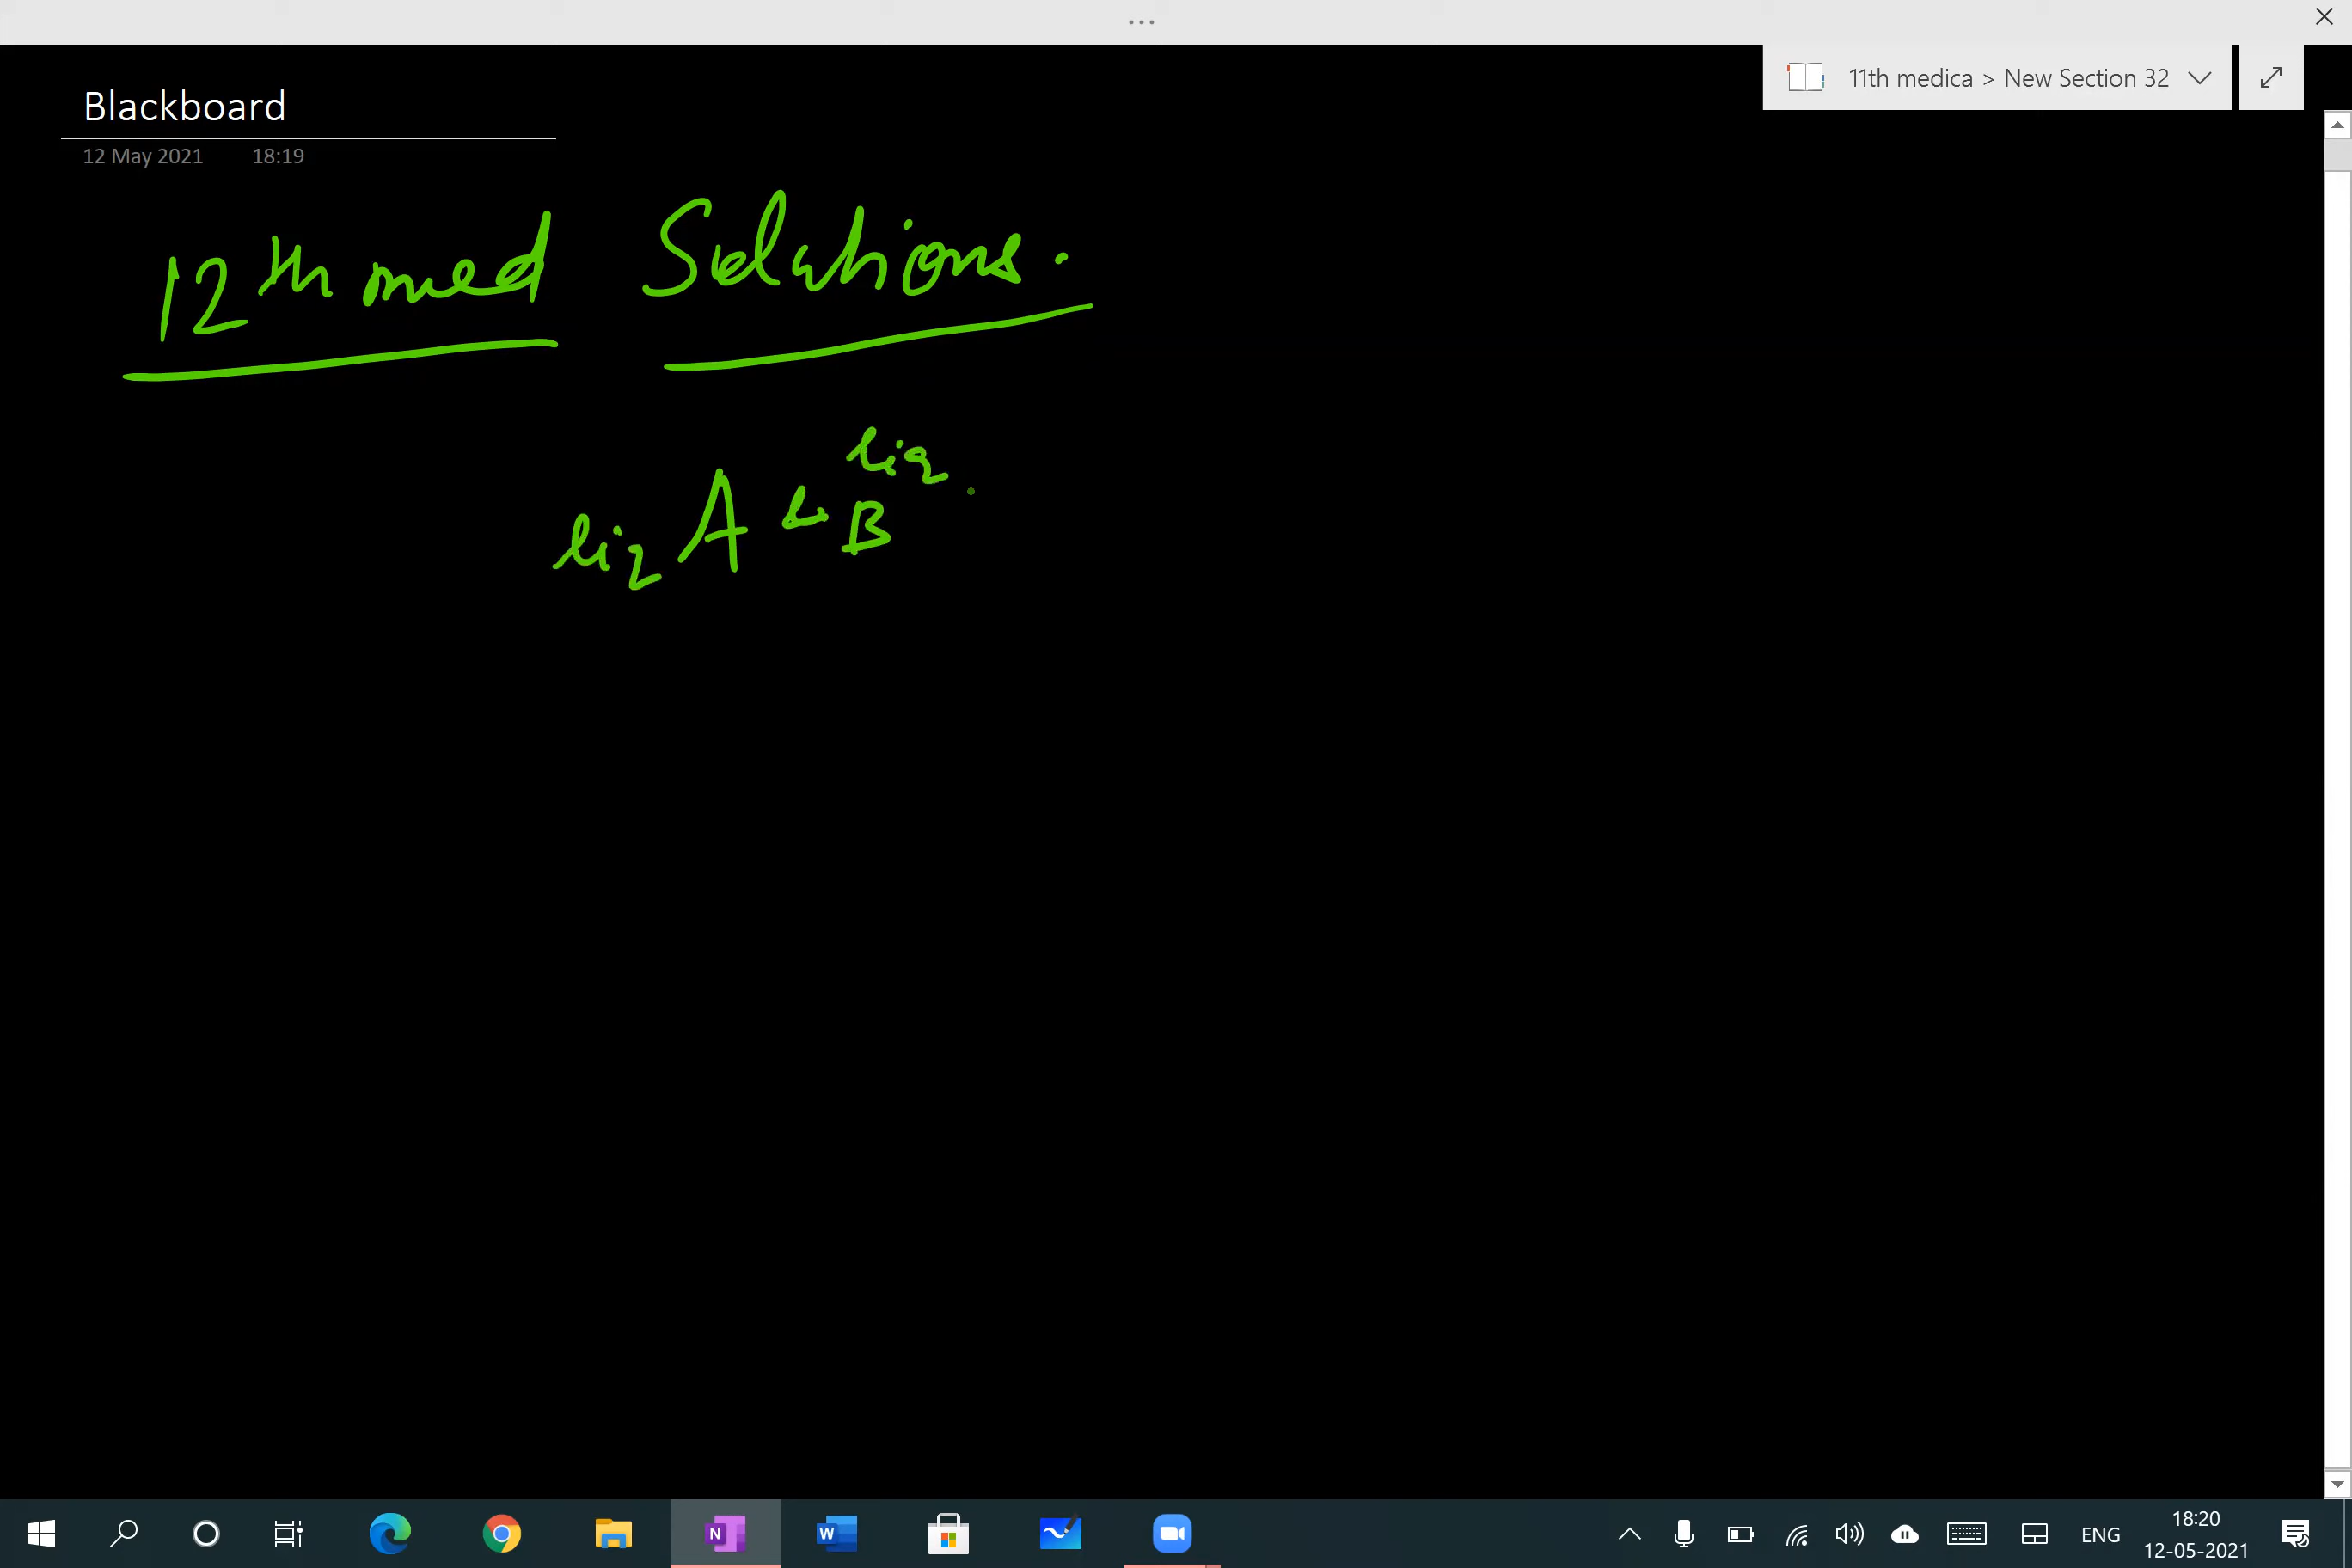 ...
11th medica > New Section 32
Blackboard
12 May 2021 18:19
12th med Solutions.
liq A & B liq
ENG
18:20
12-05-2021